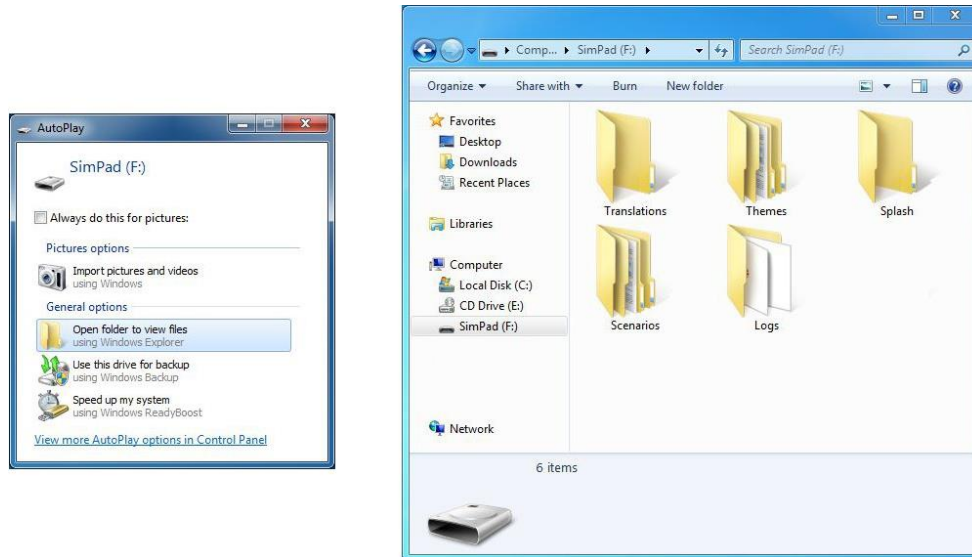 AutoPlay
SimPad (F:)
Always do this for pictures:
Pictures options
Import pictures and videos
using Windows
General options
Open folder to view files
using Windows Explorer
Use this drive for backup
using Windows Backup
Speed up my system
using Windows ReadyBoost
View more AutoPlay options in Control Panel
Comp... SimPad (F:) Search SimPad (F:)
Organize Share with Burn New folder
Favorites
Desktop
Downloads
Recent Places
Libraries
Computer
Local Disk (C:)
CD Drive (E:)
SimPad (F:)
Network
Translations Themes Splash
Scenarios Logs
6 items